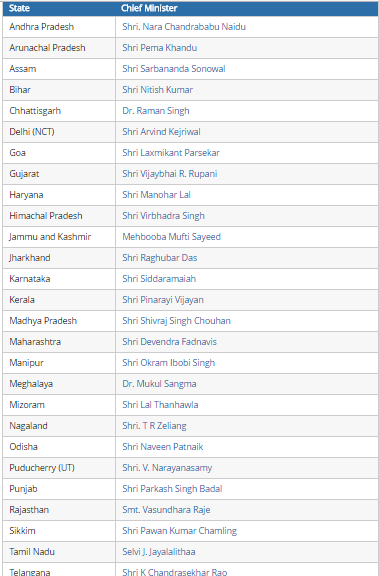 State Chief Minister
Andhra Pradesh Shri. Nara Chandrababu Naidu
Arunachal Pradesh Shri Pema Khandu
Assam Shri Sarbananda Sonowal
Bihar Shri Nitish Kumar
Chhattisgarh Dr. Raman Singh
Delhi (NCT) Shri Arvind Kejriwal
Goa Shri Laxmikant Parsekar
Gujarat Shri Vijaybhai R. Rupani
Haryana Shri Manohar Lal
Himachal Pradesh Shri Virbhadra Singh
Jammu and Kashmir Mehbooba Mufti Sayeed
Jharkhand Shri Raghubar Das
Karnataka Shri Siddaramaiah
Kerala Shri Pinarayi Vijayan
Madhya Pradesh Shri Shivraj Singh Chouhan
Maharashtra Shri Devendra Fadnavis
Manipur Shri Okram Ibobi Singh
Meghalaya Dr. Mukul Sangma
Mizoram Shri Lal Thanhawla
Nagaland Shri. T R Zeliang
Odisha Shri Naveen Patnaik
Puducherry (UT) Shri. V. Narayanasamy
Punjab Shri Parkash Singh Badal
Rajasthan Smt. Vasundhara Raje
Sikkim Shri Pawan Kumar Chamling
Tamil Nadu Selvi J. Jayalalithaa
Telangana Shri K Chandrasekhar Rao